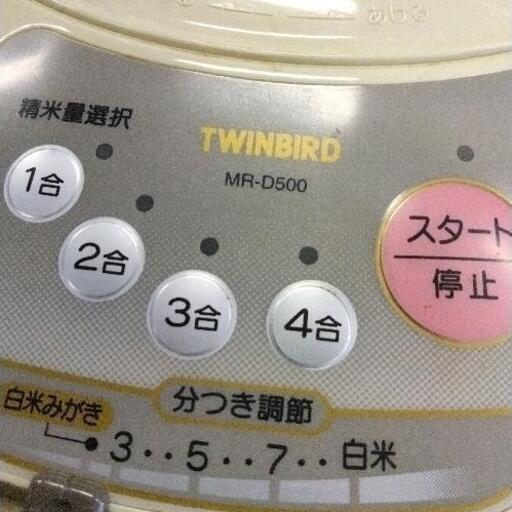 あける
精米量選択
TWINBIRD
MR-D500
1合
2合
3合
4合
スタート
停止
分つき調節
白米みがき
3・・5・・7・・白米